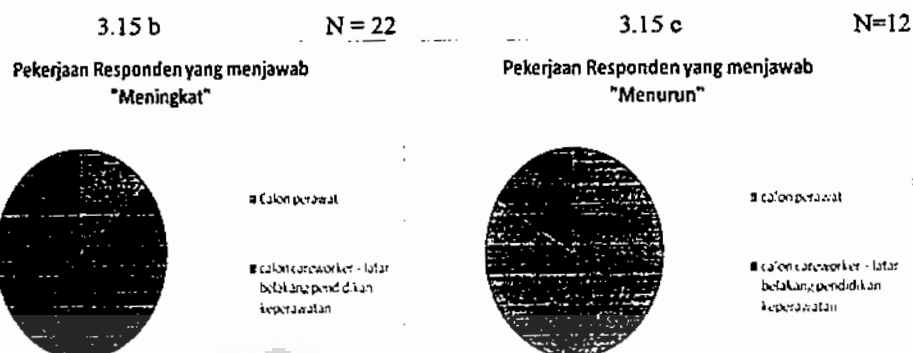 3.15 b
N = 22
Pekerjaan Responden yang menjawab
"Meningkat"
Calon perawat
calon careworker - latar
belakang pendidikan
keperawatan
3.15 c
N=12
Pekerjaan Responden yang menjawab
"Menurun"
calon perawat
calon careworker - latar
belakang pendidikan
keperawatan